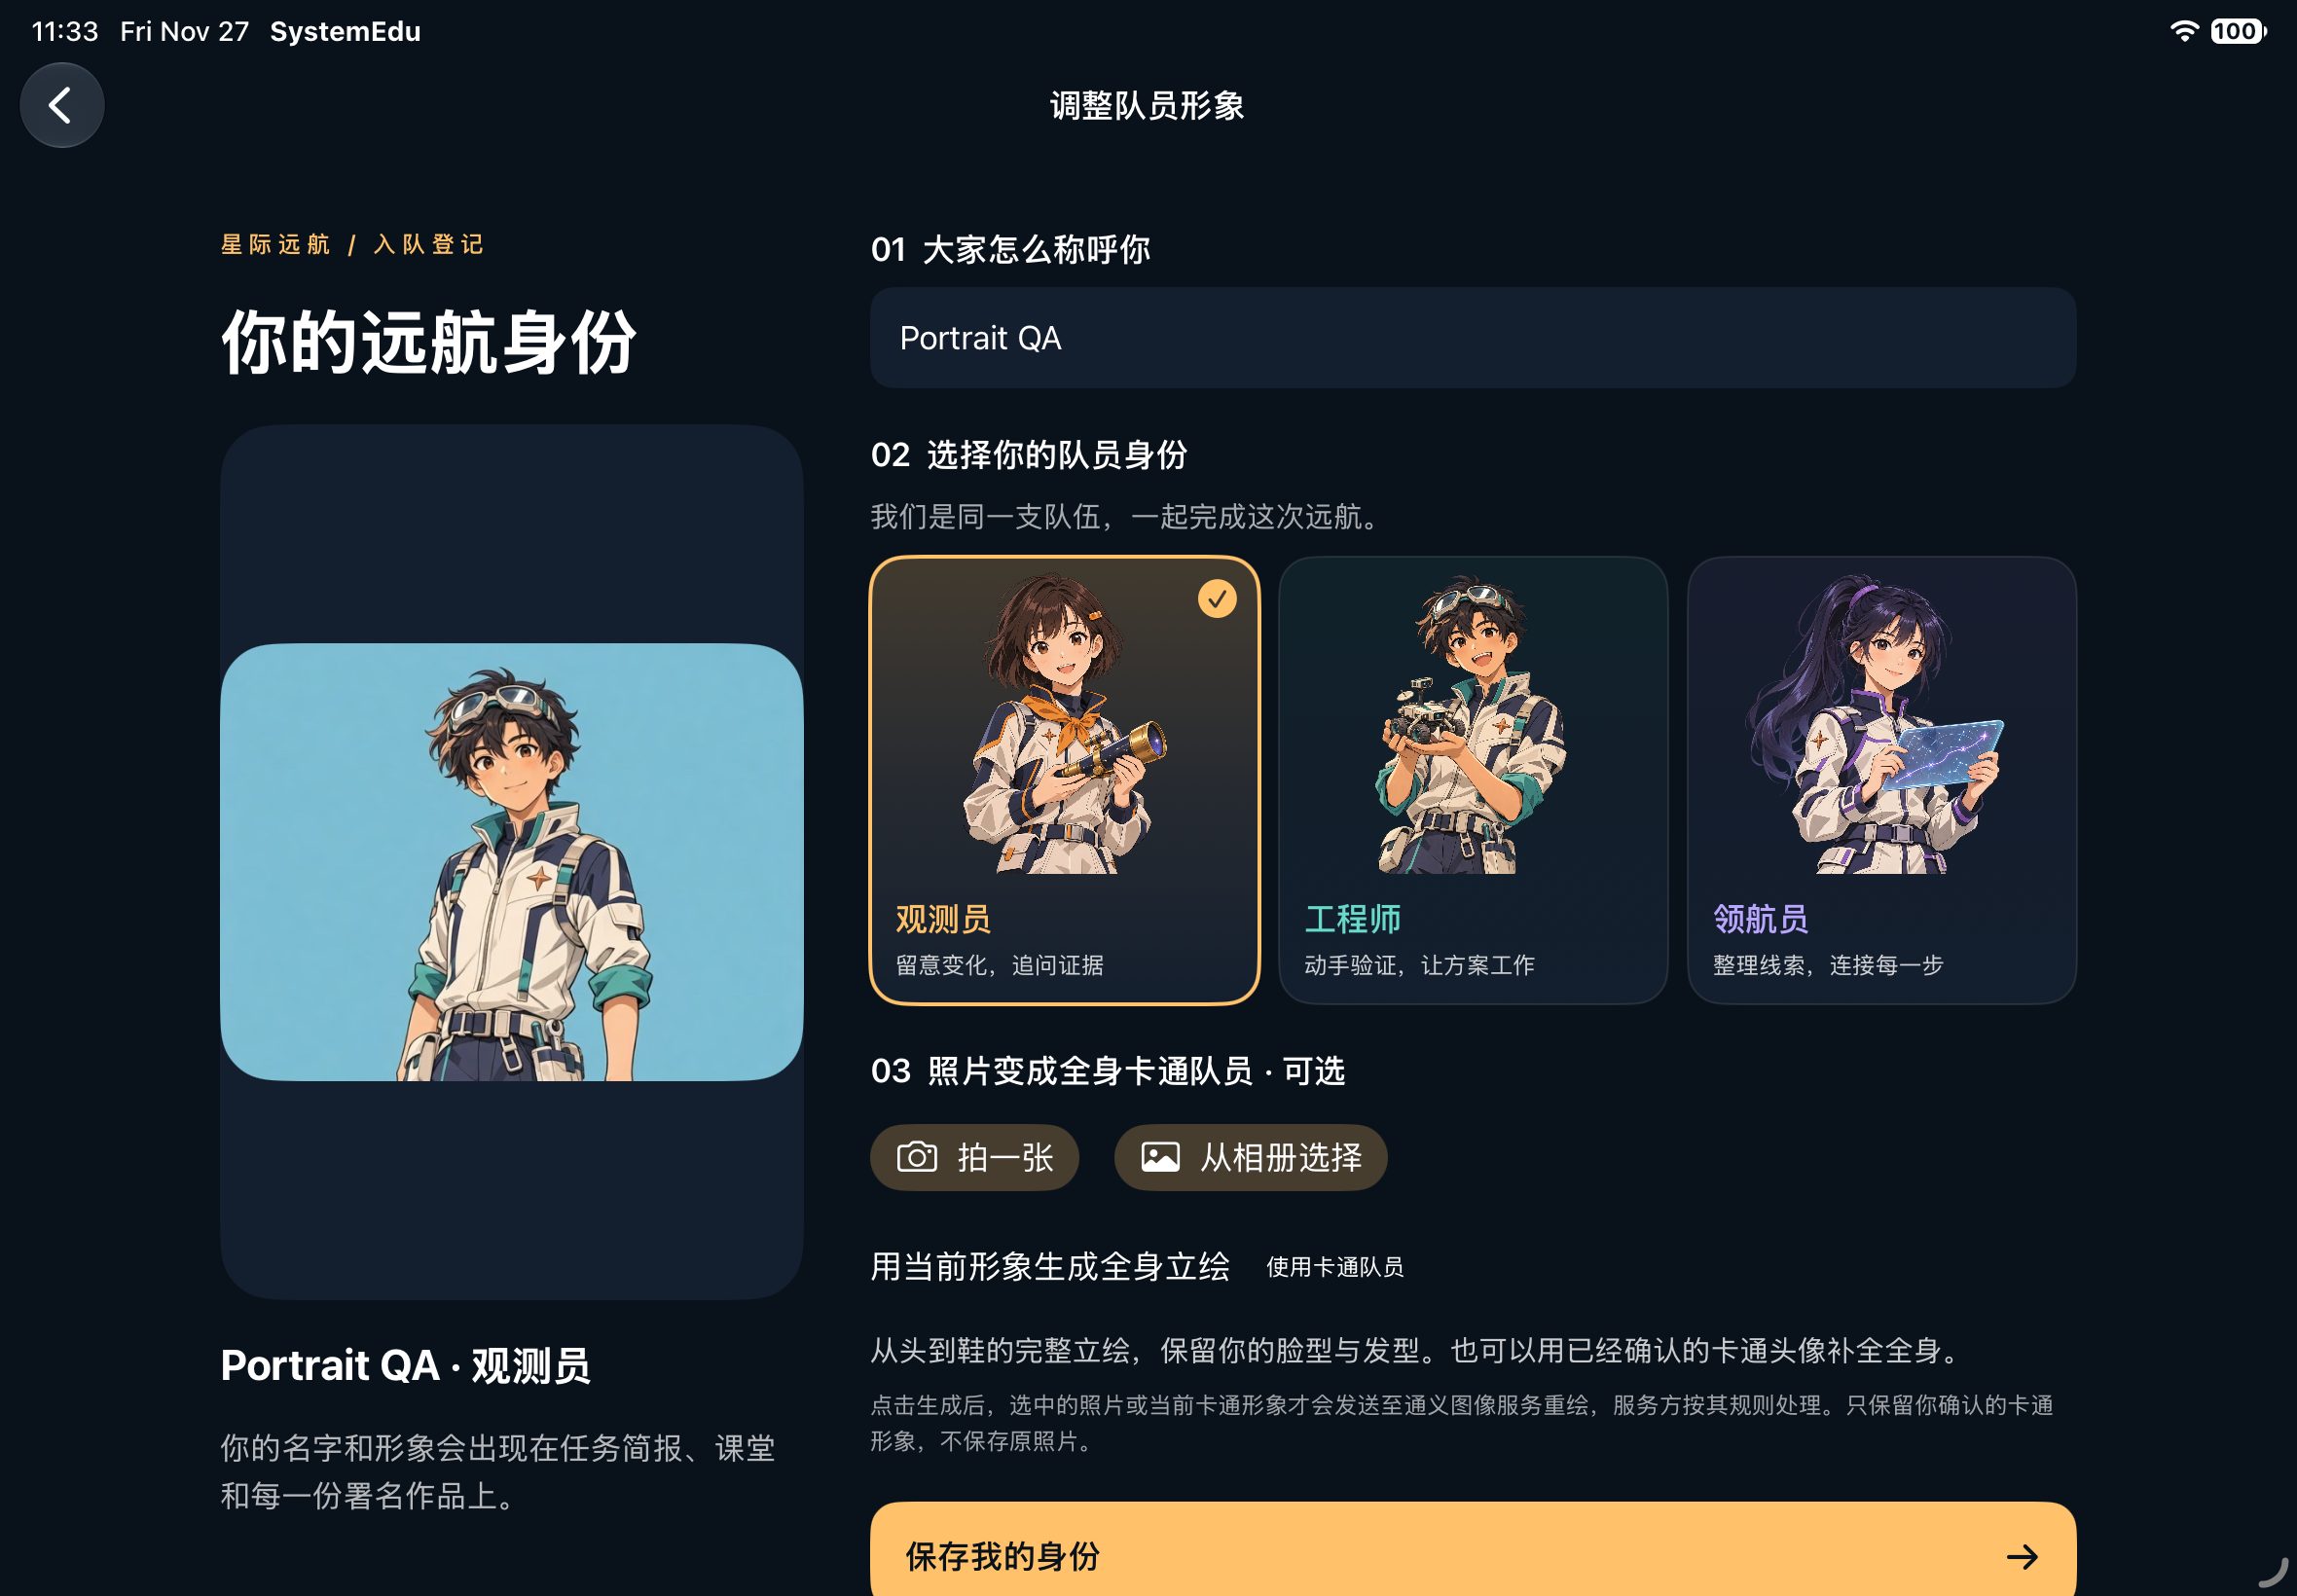 11:33 Fri Nov 27 SystemEdu
100
调整队员形象
星际远航 / 入队登记
你的远航身份
Portrait QA · 观测员
你的名字和形象会出现在任务简报、课堂
和每一份署名作品上。
01 大家怎么称呼你
Portrait QA
02 选择你的队员身份
我们是同一支队伍，一起完成这次远航。
观测员
留意变化，追问证据
工程师
动手验证，让方案工作
领航员
整理线索，连接每一步
03 照片变成全身卡通队员 · 可选
拍一张
从相册选择
用当前形象生成全身立绘 使用卡通队员
从头到鞋的完整立绘，保留你的脸型与发型。也可以用已经确认的卡通头像补全全身。
点击生成后，选中的照片或当前卡通形象才会发送至通义图像服务重绘，服务方按其规则处理。只保留你确认的卡通
形象，不保存原照片。
保存我的身份